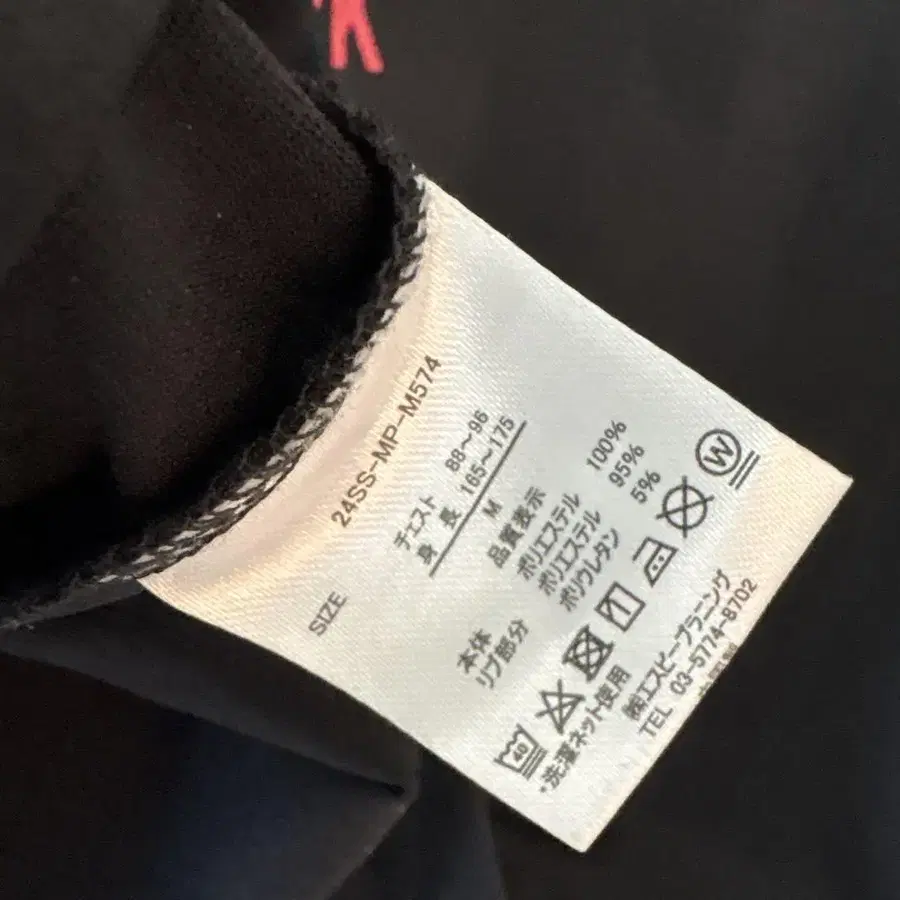 24SS-MP-M574
SIZE
チェスト 88～96
身長 165～175
M
品質表示
本体 ポリエステル 100%
リブ部分 ポリエステル 95%
ポリウレタン 5%
40
W
*洗濯ネット使用
㈱エスピープラニング
TEL 03-5774-8702